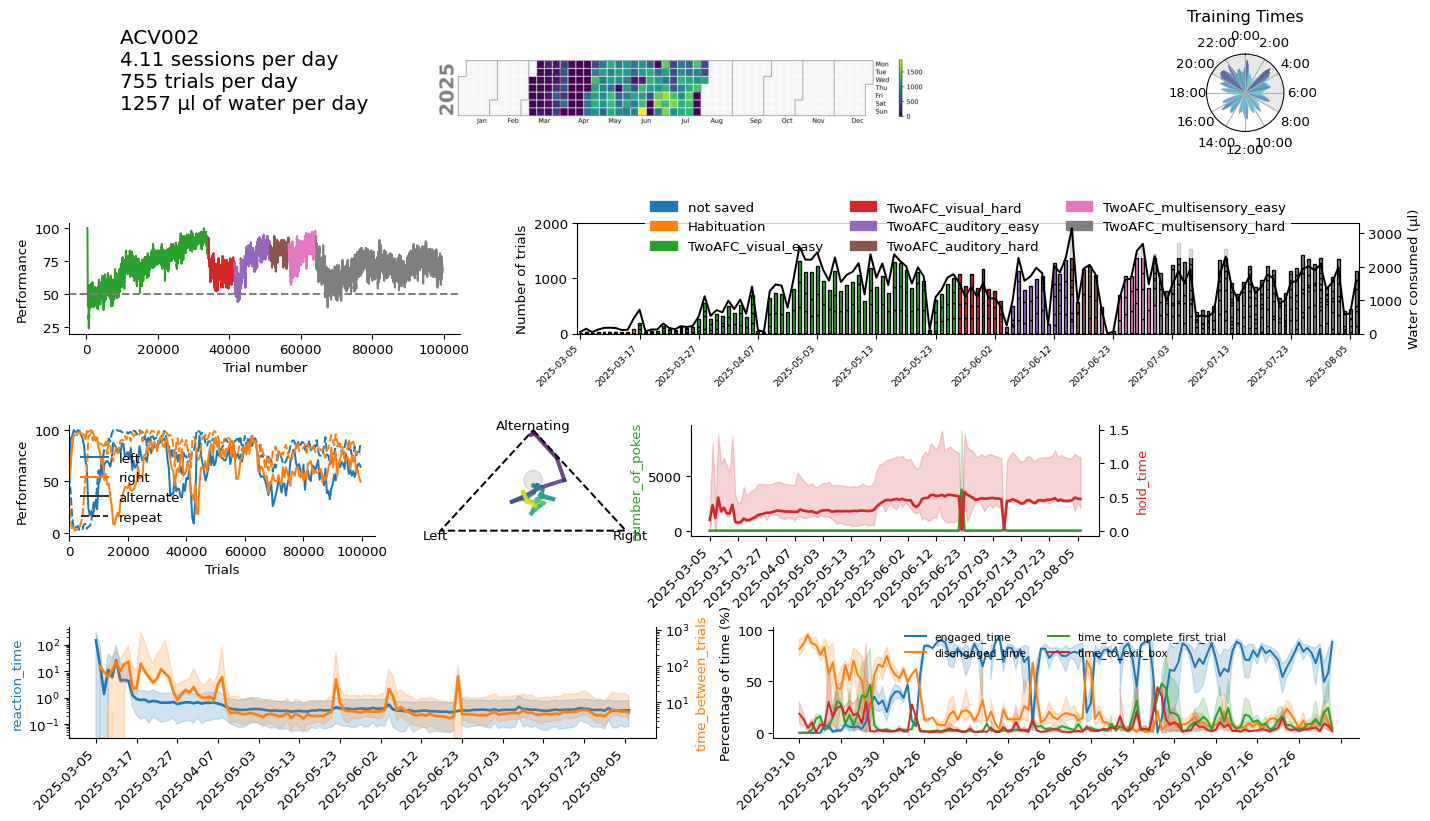 ACV002
4.11 sessions per day
755 trials per day
1257 µl of water per day
2025
Mon
Tue
Wed
Thu
Fri
Sat
Sun
Jan Feb Mar Apr May Jun Jul Aug Sep Oct Nov Dec
1500
1000
500
0
Training Times
0:00
2:00
4:00
6:00
8:00
10:00
12:00
14:00
16:00
18:00
20:00
22:00
Performance
100
75
50
25
0 20000 40000 60000 80000 100000
Trial number
not saved
Habituation
TwoAFC_visual_easy
TwoAFC_visual_hard
TwoAFC_auditory_easy
TwoAFC_auditory_hard
TwoAFC_multisensory_easy
TwoAFC_multisensory_hard
Number of trials
2000
1000
0
Water consumed (µl)
3000
2000
1000
0
2025-03-05 2025-03-17 2025-03-27 2025-04-07 2025-05-03 2025-05-13 2025-05-23 2025-06-02 2025-06-12 2025-06-23 2025-07-03 2025-07-13 2025-07-23 2025-08-05
Performance
100
50
0
left
right
alternate
repeat
0 20000 40000 60000 80000 100000
Trials
Alternating
Left
Right
number_of_pokes
5000
0
hold_time
1.5
1.0
0.5
0.0
2025-03-05 2025-03-17 2025-03-27 2025-04-07 2025-05-03 2025-05-13 2025-05-23 2025-06-02 2025-06-12 2025-06-23 2025-07-03 2025-07-13 2025-07-23 2025-08-05
reaction_time
10²
10¹
10⁰
10⁻¹
time_between_trials
10³
10²
10¹
2025-03-05 2025-03-17 2025-03-27 2025-04-07 2025-05-03 2025-05-13 2025-05-23 2025-06-02 2025-06-12 2025-06-23 2025-07-03 2025-07-13 2025-07-23 2025-08-05
Percentage of time (%)
100
50
0
engaged_time
disengaged_time
time_to_complete_first_trial
time_to_exit_box
2025-03-10 2025-03-20 2025-03-30 2025-04-26 2025-05-06 2025-05-16 2025-05-26 2025-06-05 2025-06-15 2025-06-26 2025-07-06 2025-07-16 2025-07-26